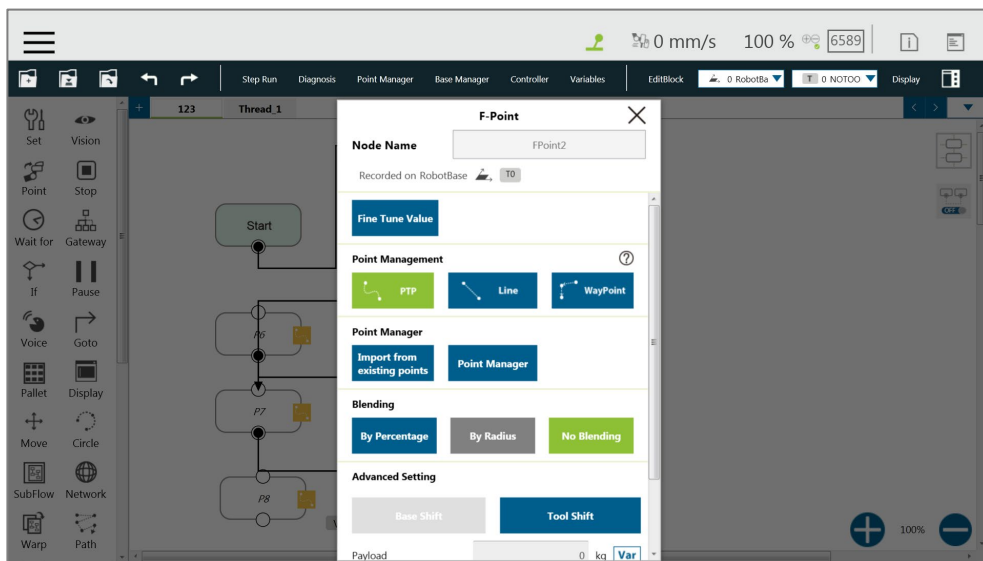 0 mm/s 100 % 6589
Step Run Diagnosis Point Manager Base Manager Controller Variables EditBlock 0 RobotBa T 0 NOTOO Display
123 Thread_1
Set Vision
Point Stop
Wait for Gateway
If Pause
Voice Goto
Pallet Display
Move Circle
SubFlow Network
Warp Path
Start
P6
P7
P8
F-Point
Node Name FPoint2
Recorded on RobotBase T0
Fine Tune Value
Point Management
PTP Line WayPoint
Point Manager
Import from
existing points
Point Manager
Blending
By Percentage By Radius No Blending
Advanced Setting
Base Shift Tool Shift
Payload 0 kg Var
OFF
100%